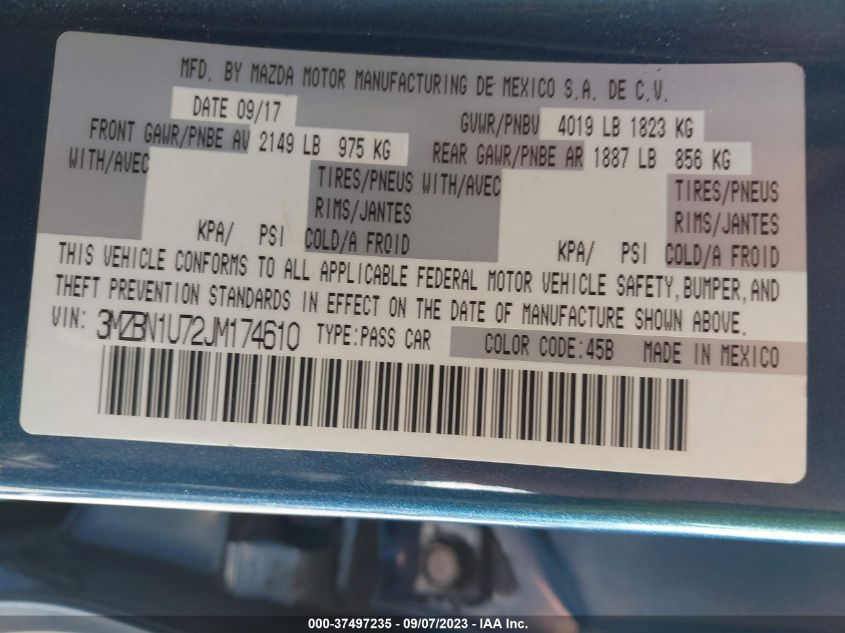 MFD. BY MAZDA MOTOR MANUFACTURING DE MEXICO S.A. DE C.V.
DATE 09/17 GVWR/PNBV 4019 LB 1823 KG
FRONT GAWR/PNBE AV 2149 LB 975 KG REAR GAWR/PNBE AR 1887 LB 856 KG
WITH/AVEC TIRES/PNEUS WITH/AVEC TIRES/PNEUS
RIMS/JANTES RIMS/JANTES
KPA/ PSI COLD/A FROID KPA/ PSI COLD/A FROID
THIS VEHICLE CONFORMS TO ALL APPLICABLE FEDERAL MOTOR VEHICLE SAFETY, BUMPER, AND
THEFT PREVENTION STANDARDS IN EFFECT ON THE DATE OF MANUFACTURE SHOWN ABOVE.
VIN: 3MZBN1U72JM174610 TYPE:PASS CAR COLOR CODE:45B MADE IN MEXICO
000-37497235 - 09/07/2023 - IAA Inc.